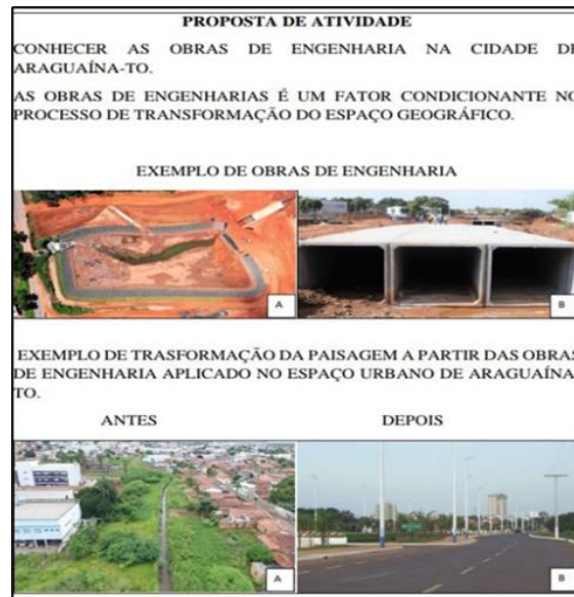 PROPOSTA DE ATIVIDADE
CONHECER AS OBRAS DE ENGENHARIA NA CIDADE DE
ARAGUAÍNA-TO.
AS OBRAS DE ENGENHARIAS É UM FATOR CONDICIONANTE NO
PROCESSO DE TRANSFORMAÇÃO DO ESPAÇO GEOGRÁFICO.
EXEMPLO DE OBRAS DE ENGENHARIA
A
B
EXEMPLO DE TRASFORMAÇÃO DA PAISAGEM A PARTIR DAS OBRAS
DE ENGENHARIA APLICADO NO ESPAÇO URBANO DE ARAGUAÍNA-
TO.
ANTES
DEPOIS
A
B